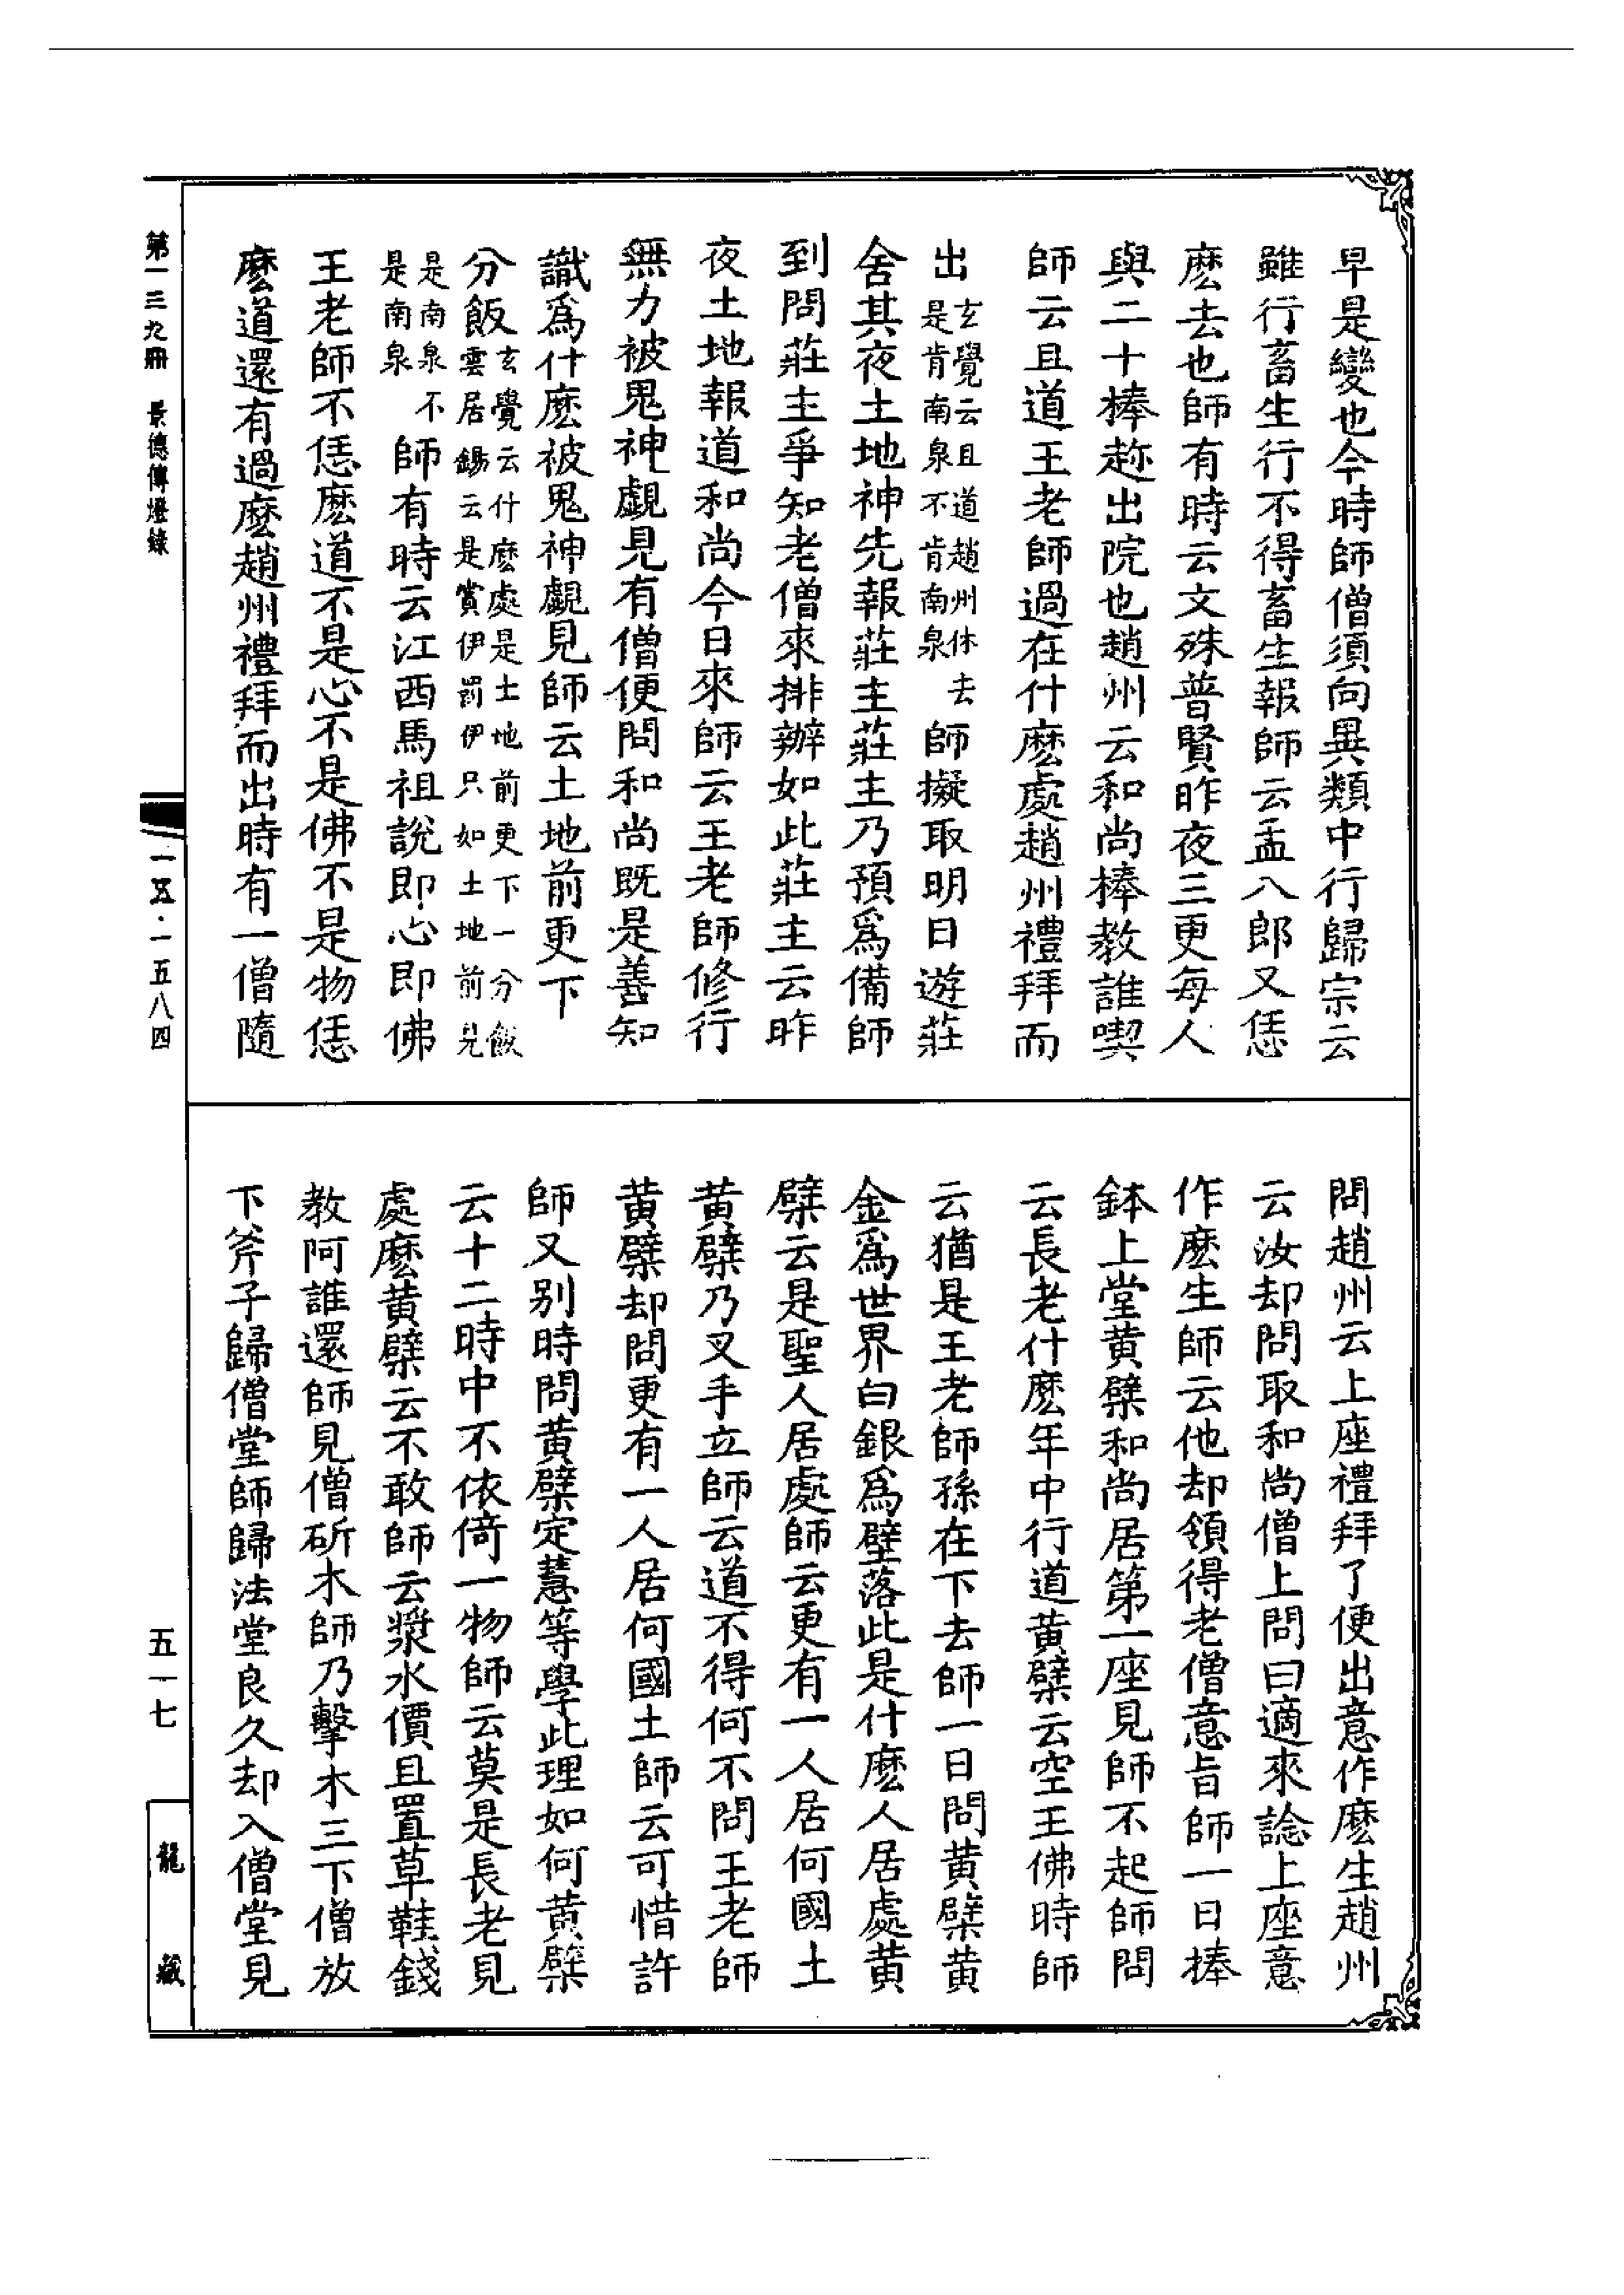 早是變也今時師僧須向異類中行歸宗云
雖行畜生行不得畜生報師云孟八郎又恁
麽去也師有時云文殊普賢昨夜三更每人
與二十棒趂出院也趙州云和尚棒教誰喫
師云且道王老師過在什麽處趙州禮拜而
出玄覺云且道趙州休去是肯南泉不肯南泉師擬取明日遊莊
舍其夜土地神先報莊主莊主乃預爲備師
到問莊主爭知老僧來排辦如此莊主云昨
夜土地報道和尚今日來師云王老師修行
無力被鬼神覷見有僧便問和尚既是善知
識爲什麽被鬼神覷見師云土地前更下一
分飯玄覺云什麽處是土地前更下一分飯雲居錫云是賞伊罰伊只如土地前見
是南泉不是南泉師有時云江西馬祖說即心即佛
王老師不恁麽道不是心不是佛不是物恁
麽道還有過麽趙州禮拜而出時有一僧隨
問趙州云上座禮拜了便出意作麽生趙州
云汝却問取和尚僧上問曰適來諗上座意
作麽生師云他却領得老僧意旨師一日捧
鉢上堂黄檗和尚居第一座見師不起師問
云長老什麽年中行道黄檗云空王佛時師
云猶是王老師孫在下去師一日問黄檗黄
金爲世界白銀爲壁落此是什麽人居處黄
檗云是聖人居處師云更有一人居何國土
黄檗乃叉手立師云道不得何不問王老師
黄檗却問更有一人居何國土師云可惜許
師又别時問黄檗定慧等學此理如何黄檗
云十二時中不依倚一物師云莫是長老見
處麽黄檗云不敢師云漿水價且置草鞋錢
教阿誰還師見僧斫木師乃擊木三下僧放
下斧子歸僧堂師歸法堂良久却入僧堂見
第一三九冊 景德傳燈錄
一五·一五八四
五一七
龍藏